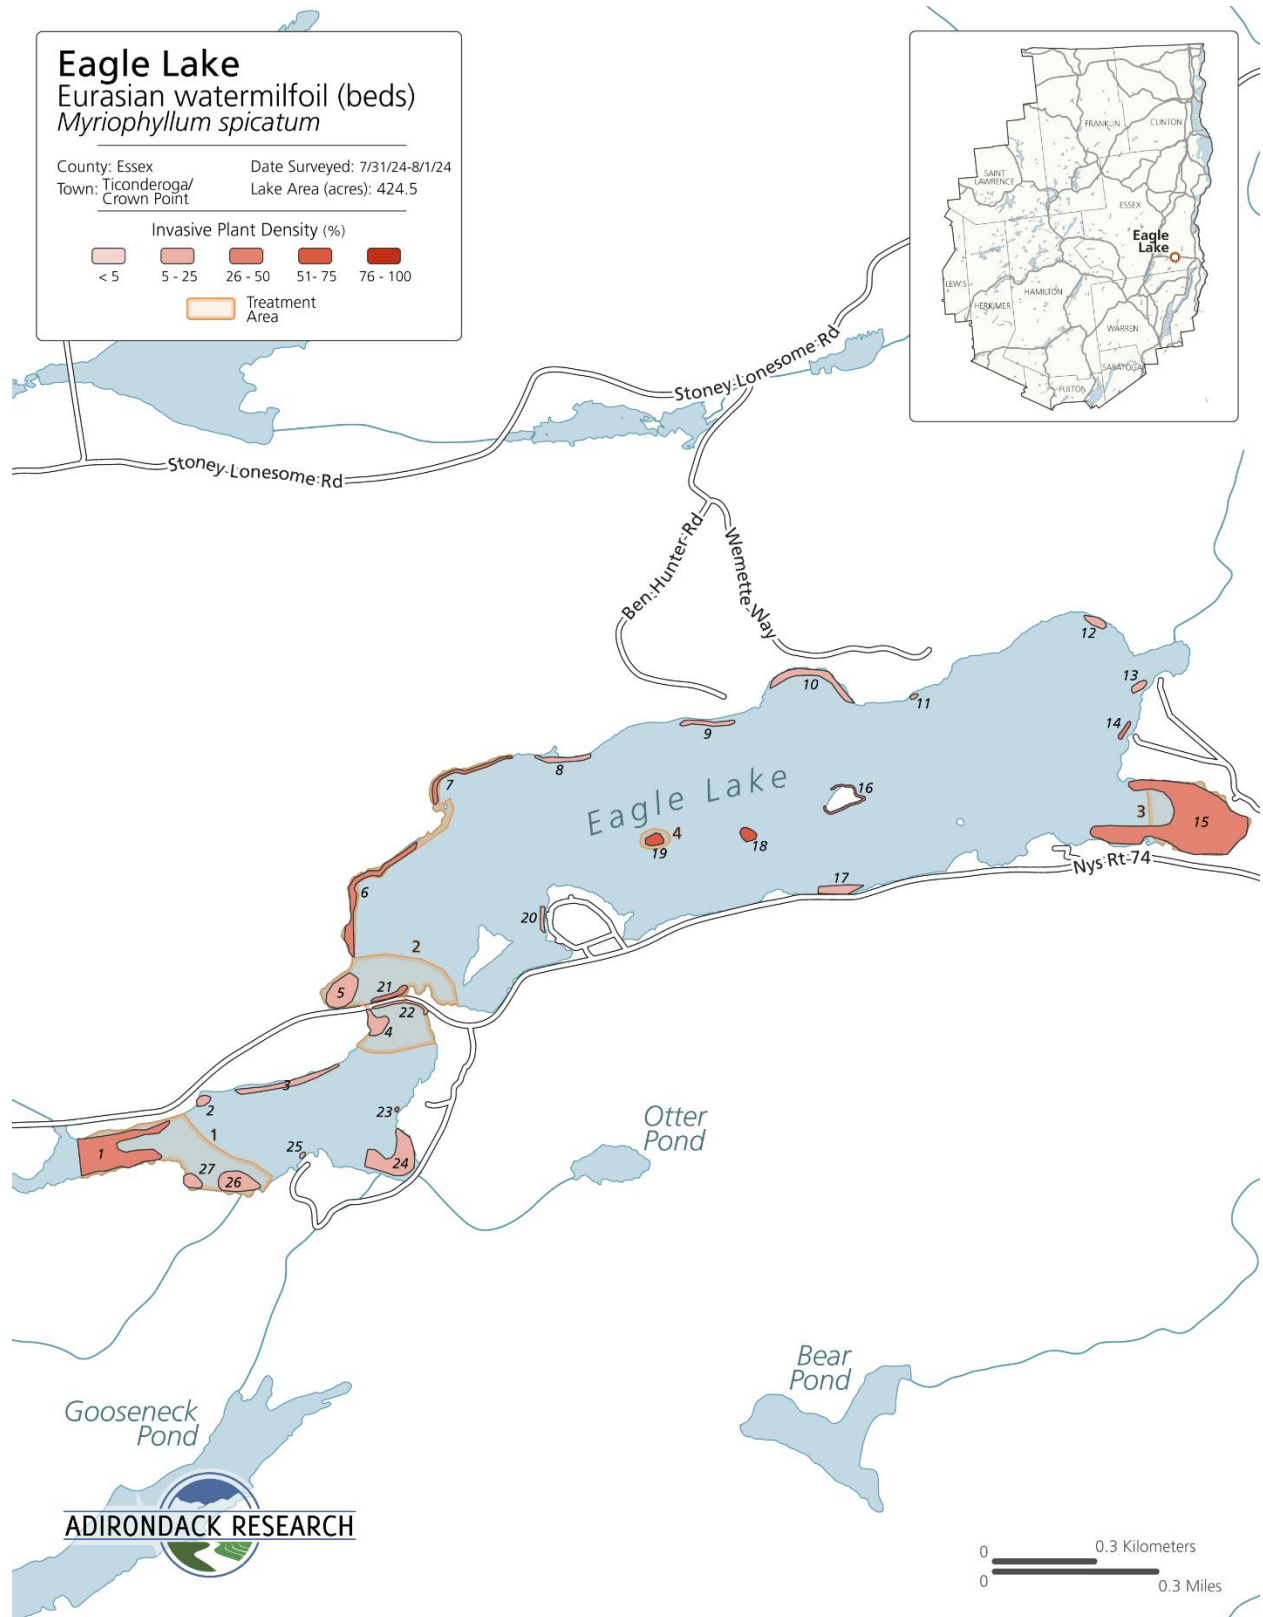 Eagle Lake
Eurasian watermilfoil (beds)
Myriophyllum spicatum
County: Essex
Date Surveyed: 7/31/24-8/1/24
Town: Ticonderoga/
Crown Point
Lake Area (acres): 424.5
Invasive Plant Density (%)
< 5
5 - 25
26 - 50
51- 75
76 - 100
Treatment
Area
FRANKLIN
CLINTON
SAINT
LAWRENCE
ESSEX
Eagle
Lake
LEWIS
HERKIMER
HAMILTON
WARREN
SARATOGA
FULTON
Stoney Lonesome Rd
Stoney Lonesome Rd
Ben Hunter Rd
Wemette Way
12
13
10
11
14
9
8
7
Eagle Lake
16
3
15
4
19
18
Nys Rt-74
17
6
20
2
5
21
22
4
3
2
23
1
1
25
24
27
26
Otter
Pond
Bear
Pond
Gooseneck
Pond
ADIRONDACK RESEARCH
0
0.3 Kilometers
0
0.3 Miles